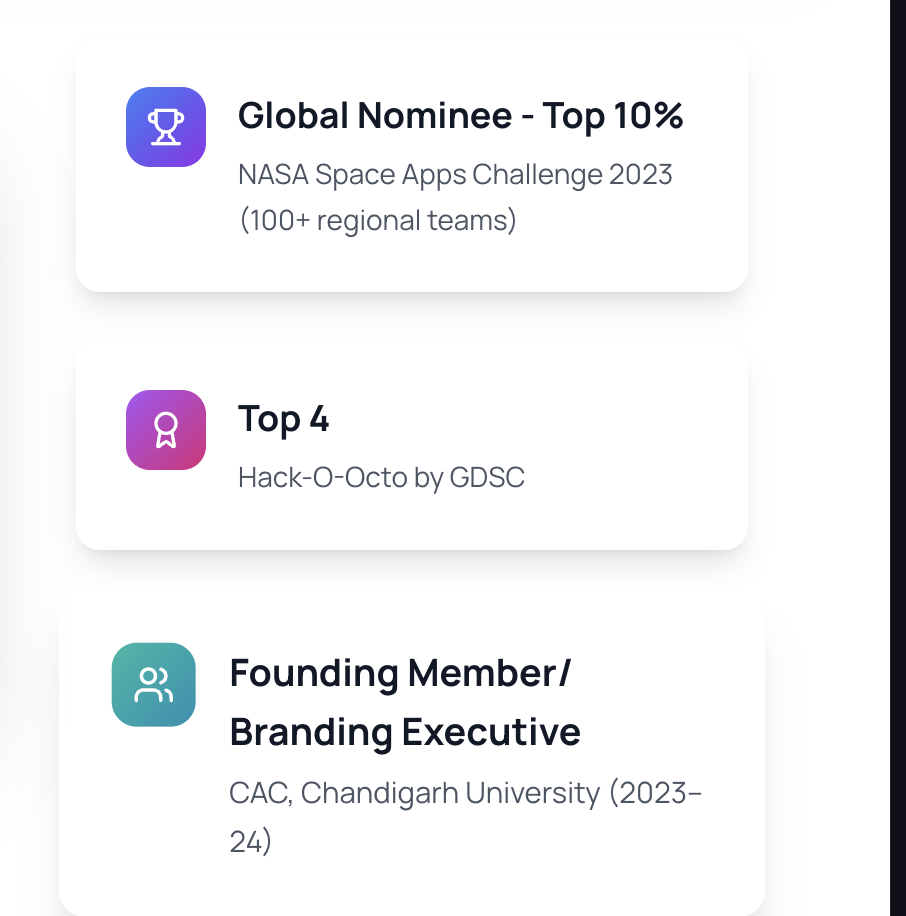 Global Nominee - Top 10%
NASA Space Apps Challenge 2023
(100+ regional teams)
Top 4
Hack-O-Octo by GDSC
Founding Member/
Branding Executive
CAC, Chandigarh University (2023–
24)